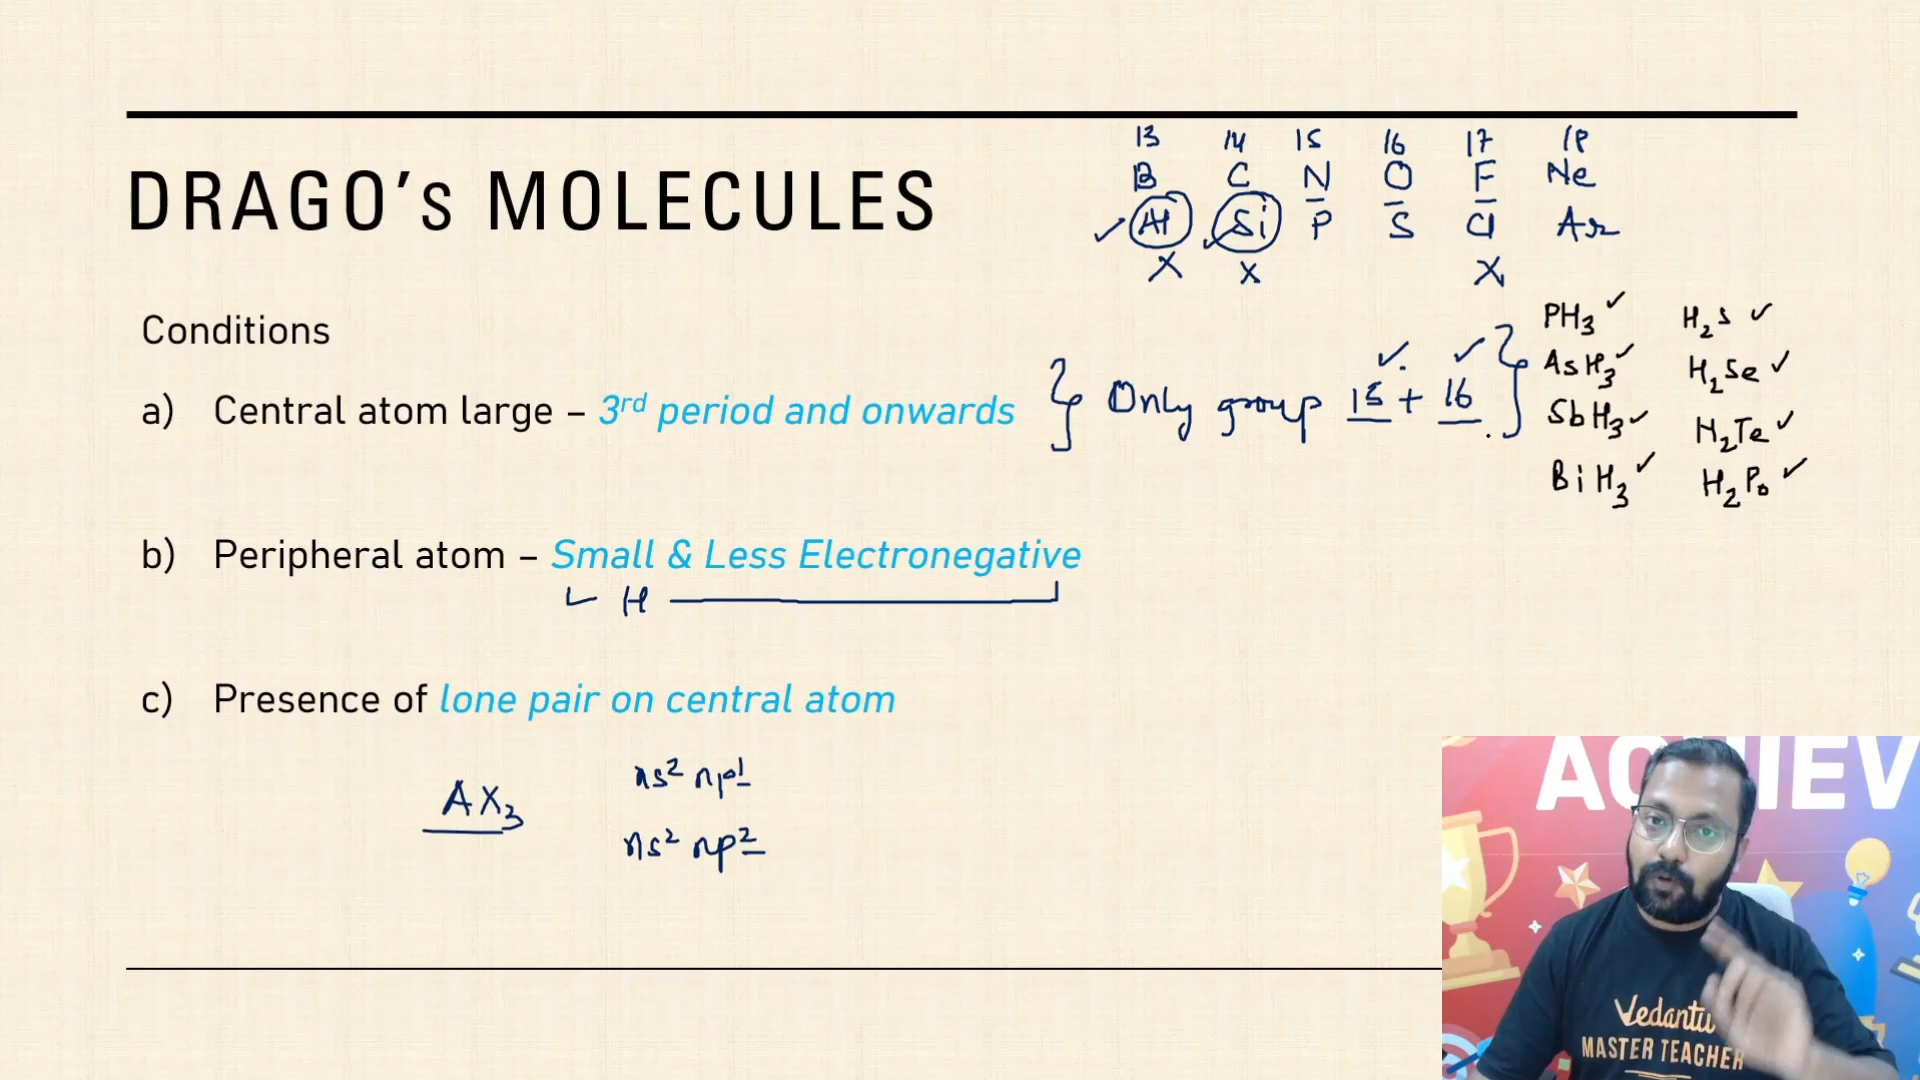 DRAGO's MOLECULES
13 14 15 16 17 18
B C N O F Ne
Al Si P S Cl Ar
X X X
Conditions
a) Central atom large – 3rd period and onwards
Only group 15 + 16
PH3 H2S
AsH3 H2Se
SbH3 H2Te
BiH3 H2Po
b) Peripheral atom – Small & Less Electronegative
H
c) Presence of lone pair on central atom
AX3
ns2 np1
ns2 np2
ACHIEV
Vedantu
MASTER TEACHER